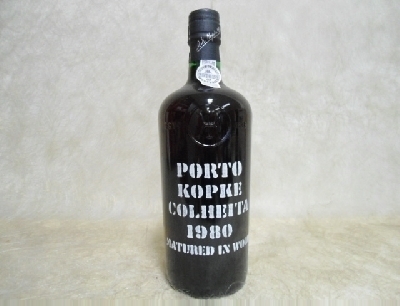 PORTO
KOPKE
COLHEITA
1980
MATURED IN WOOD